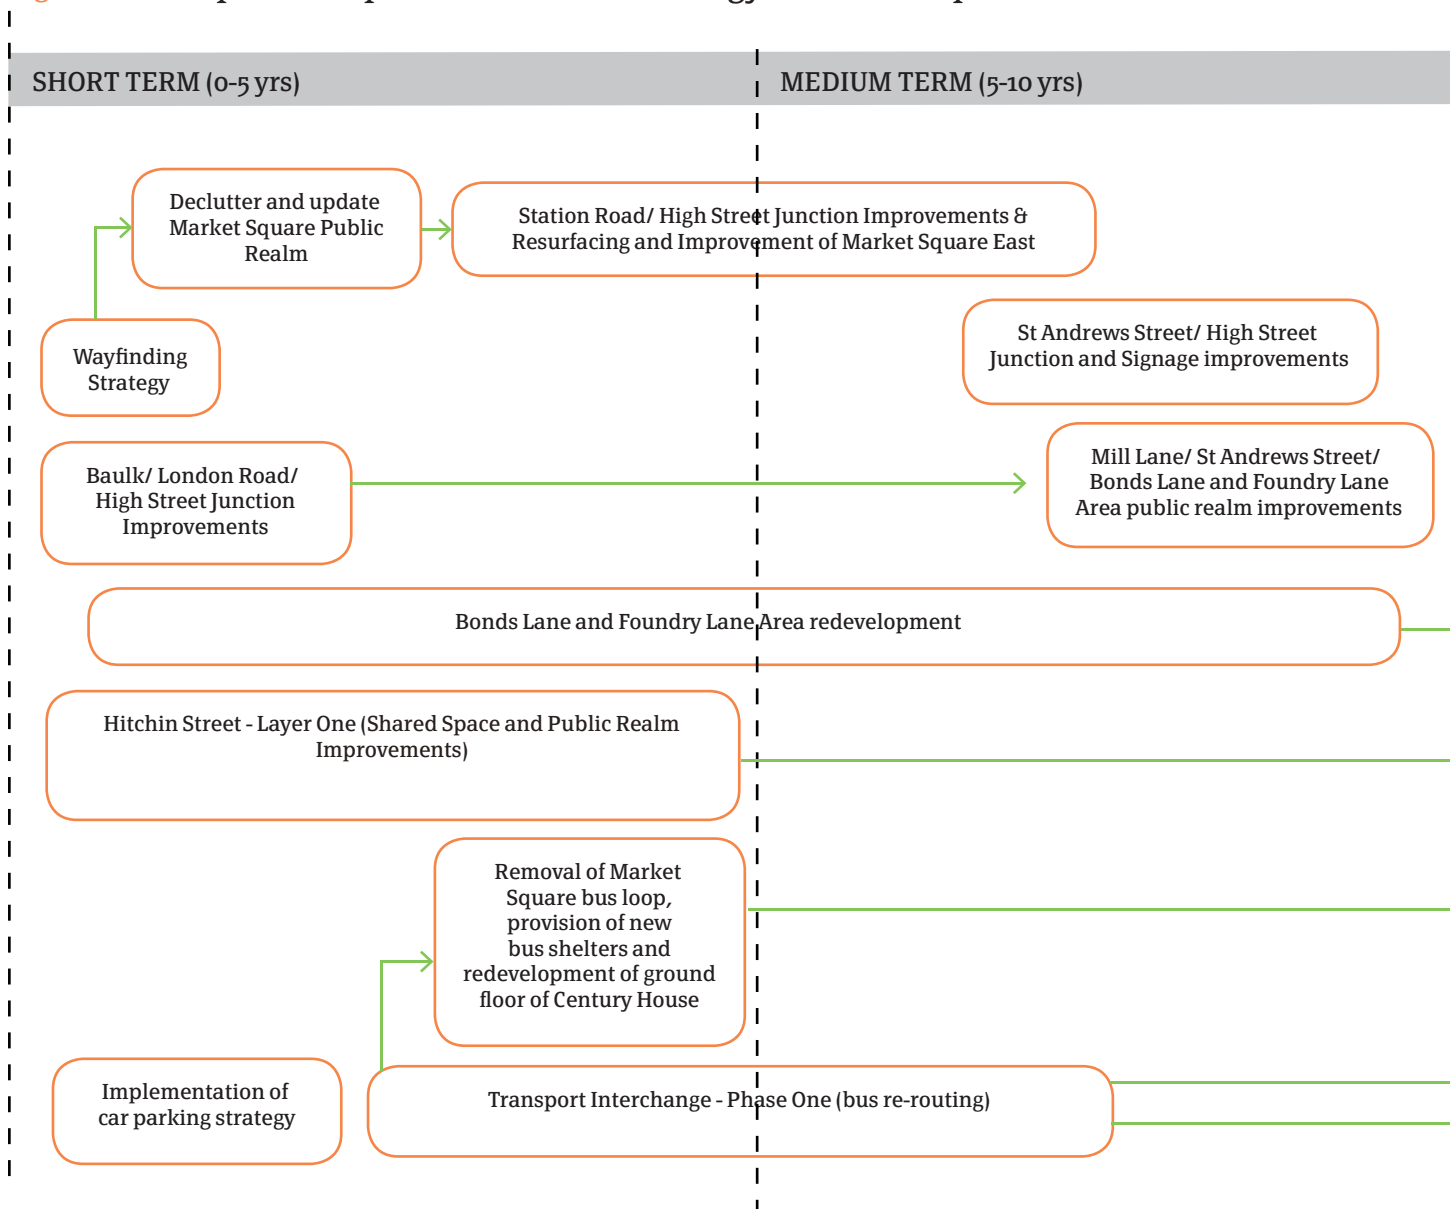 SHORT TERM (0-5 yrs)
MEDIUM TERM (5-10 yrs)
Declutter and update
Market Square Public
Realm
Station Road/ High Street Junction Improvements &
Resurfacing and Improvement of Market Square East
Wayfinding
Strategy
St Andrews Street/ High Street
Junction and Signage improvements
Baulk/ London Road/
High Street Junction
Improvements
Mill Lane/ St Andrews Street/
Bonds Lane and Foundry Lane
Area public realm improvements
Bonds Lane and Foundry Lane Area redevelopment
Hitchin Street - Layer One (Shared Space and Public Realm
Improvements)
Removal of Market
Square bus loop,
provision of new
bus shelters and
redevelopment of ground
floor of Century House
Implementation of
car parking strategy
Transport Interchange - Phase One (bus re-routing)